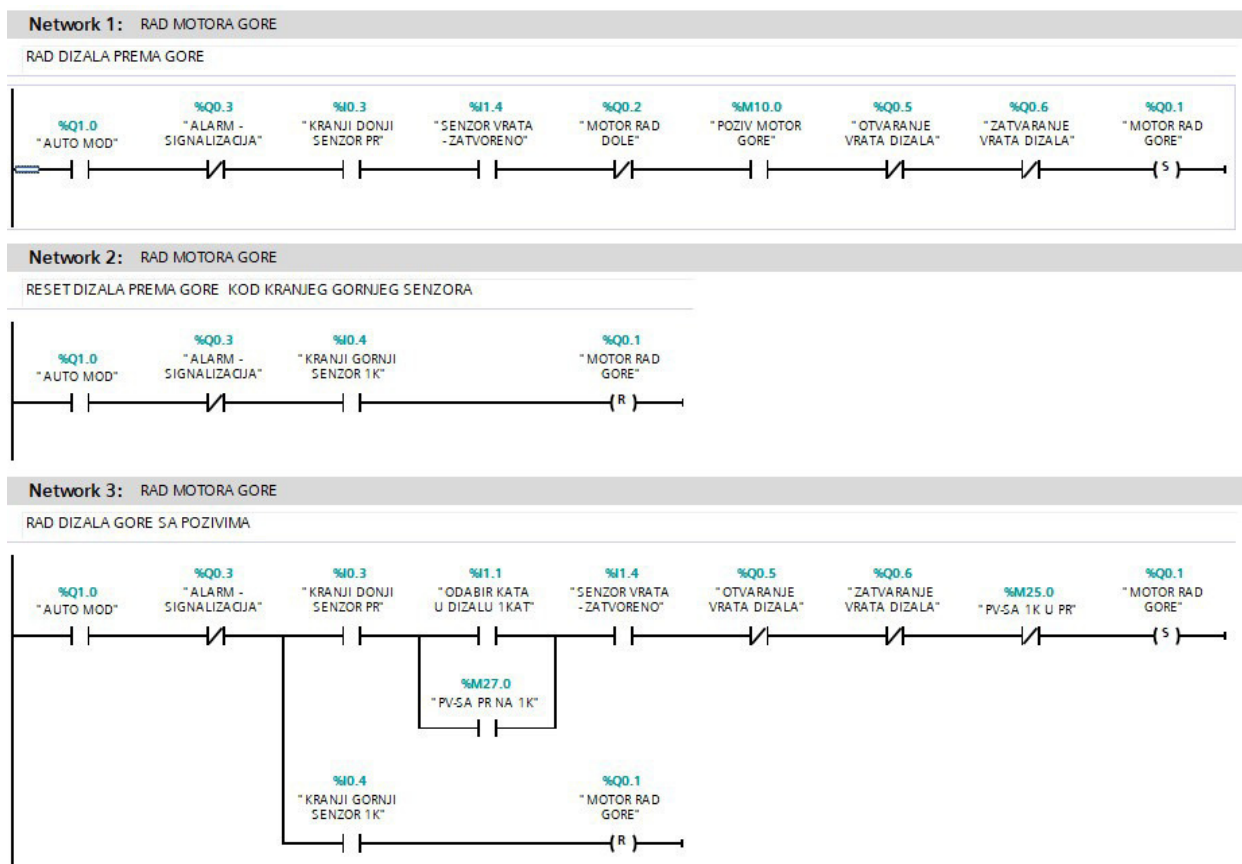 Network 1: RAD MOTORA GORE
RAD DIZALA PREMA GORE
%Q1.0
"AUTO MOD"
%Q0.3
"ALARM -
SIGNALIZACIJA"
%I0.3
"KRANJI DONJI
SENZOR PR"
%I1.4
"SENZOR VRATA
-ZATVORENO"
%Q0.2
"MOTOR RAD
DOLE"
%M10.0
"POZIV MOTOR
GORE"
%Q0.5
"OTVARANJE
VRATA DIZALA"
%Q0.6
"ZATVARANJE
VRATA DIZALA"
%Q0.1
"MOTOR RAD
GORE"
S
Network 2: RAD MOTORA GORE
RESET DIZALA PREMA GORE KOD KRANJEG GORNJEG SENZORA
%Q1.0
"AUTO MOD"
%Q0.3
"ALARM -
SIGNALIZACIJA"
%I0.4
"KRANJI GORNJI
SENZOR 1K"
%Q0.1
"MOTOR RAD
GORE"
R
Network 3: RAD MOTORA GORE
RAD DIZALA GORE SA POZIVIMA
%Q1.0
"AUTO MOD"
%Q0.3
"ALARM -
SIGNALIZACIJA"
%I0.3
"KRANJI DONJI
SENZOR PR"
%I1.1
"ODABIR KATA
U DIZALU 1KAT"
%I1.4
"SENZOR VRATA
-ZATVORENO"
%Q0.5
"OTVARANJE
VRATA DIZALA"
%Q0.6
"ZATVARANJE
VRATA DIZALA"
%M25.0
"PV-SA 1K U PR"
%Q0.1
"MOTOR RAD
GORE"
S
%M27.0
"PV-SA PR NA 1K"
%I0.4
"KRANJI GORNJI
SENZOR 1K"
%Q0.1
"MOTOR RAD
GORE"
R